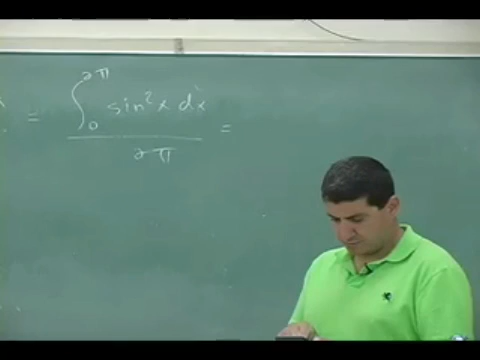 = ∫₀^{2π} sin²x dx / 2π =